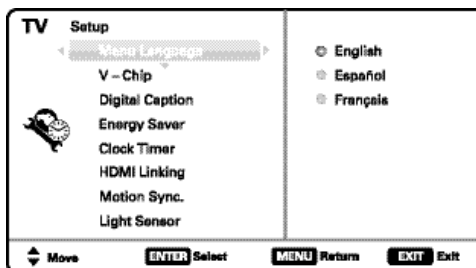 TV Setup
Menu Language
English
V - Chip
Español
Digital Caption
Français
Energy Saver
Clock Timer
HDMI Linking
Motion Sync.
Light Sensor
Move ENTER Select MENU Return EXIT Exit